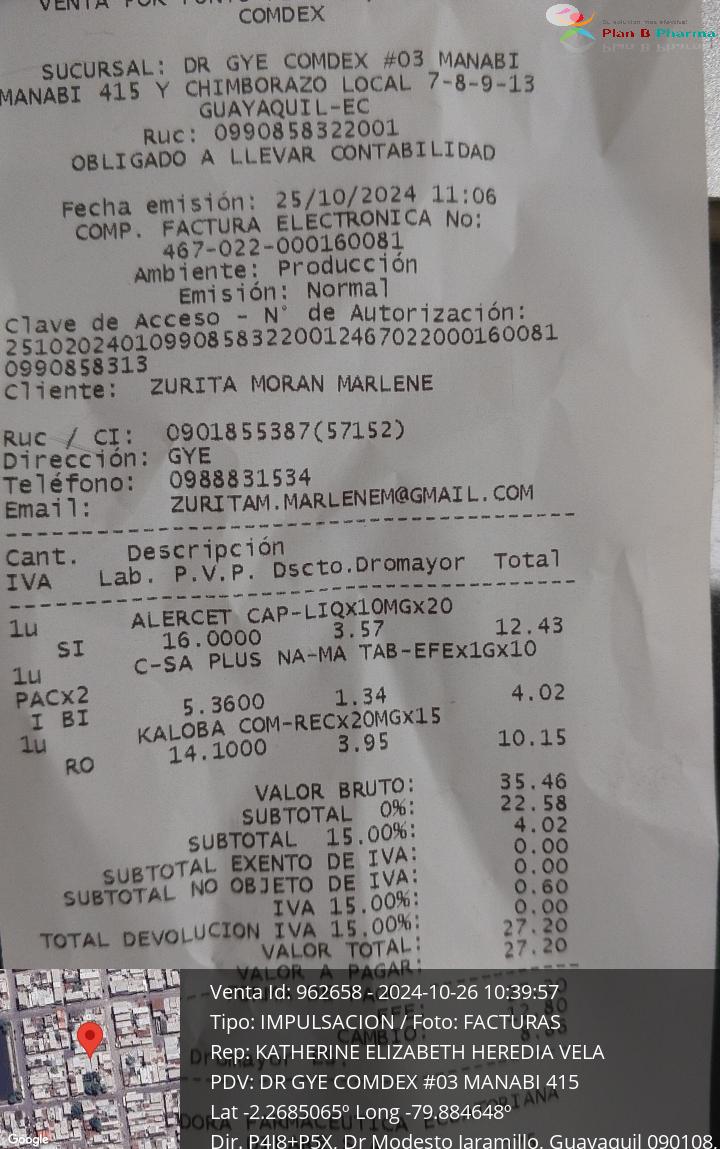 VENTA POR
COMDEX
Su solución más efectiva!
Plan B Pharma
SUCURSAL: DR GYE COMDEX #03 MANABI
MANABI 415 Y CHIMBORAZO LOCAL 7-8-9-13
GUAYAQUIL-EC
Ruc: 0990858322001
OBLIGADO A LLEVAR CONTABILIDAD
Fecha emisión: 25/10/2024 11:06
COMP. FACTURA ELECTRONICA No:
467-022-000160081
Ambiente: Producción
Emisión: Normal
Clave de Acceso - N° de Autorización:
251020240109908583220012467022000160081
0990858313
Cliente: ZURITA MORAN MARLENE
Ruc / CI: 0901855387(57152)
Dirección: GYE
Teléfono: 0988831534
Email: ZURITAM.MARLENEM@GMAIL.COM
Cant. Descripción
IVA Lab. P.V.P. Dscto.Dromayor Total
1u ALERCET CAP-LIQx10MGx20
SI 16.0000 3.57 12.43
1u C-SA PLUS NA-MA TAB-EFEx1Gx10
PACx2
I BI 5.3600 1.34 4.02
1u KALOBA COM-RECx20MGx15
RO 14.1000 3.95 10.15
VALOR BRUTO: 35.46
SUBTOTAL 0%: 22.58
SUBTOTAL 15.00%: 4.02
SUBTOTAL EXENTO DE IVA: 0.00
SUBTOTAL NO OBJETO DE IVA: 0.00
IVA 15.00%: 0.60
TOTAL DEVOLUCION IVA 15.00%: 0.00
VALOR TOTAL: 27.20
VALOR A PAGAR: 27.20
CAMBIO:
Venta Id: 962658 - 2024-10-26 10:39:57
Tipo: IMPULSACION / Foto: FACTURAS
Rep: KATHERINE ELIZABETH HEREDIA VELA
PDV: DR GYE COMDEX #03 MANABI 415
Lat -2.2685065º Long -79.884648º
Dir. P4J8+P5X, Dr Modesto Jaramillo, Guayaquil 090108,
Google